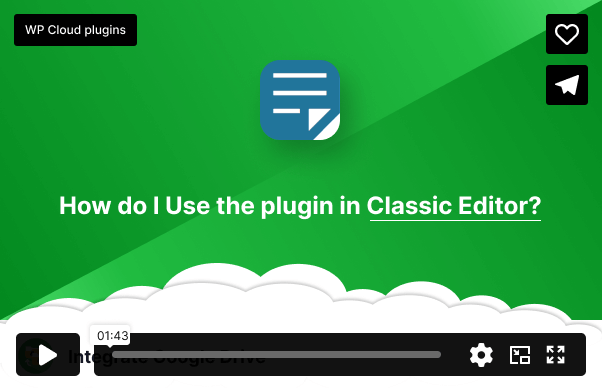 WP Cloud plugins
How do I Use the plugin in Classic Editor?
01:43
Integrate Google Drive